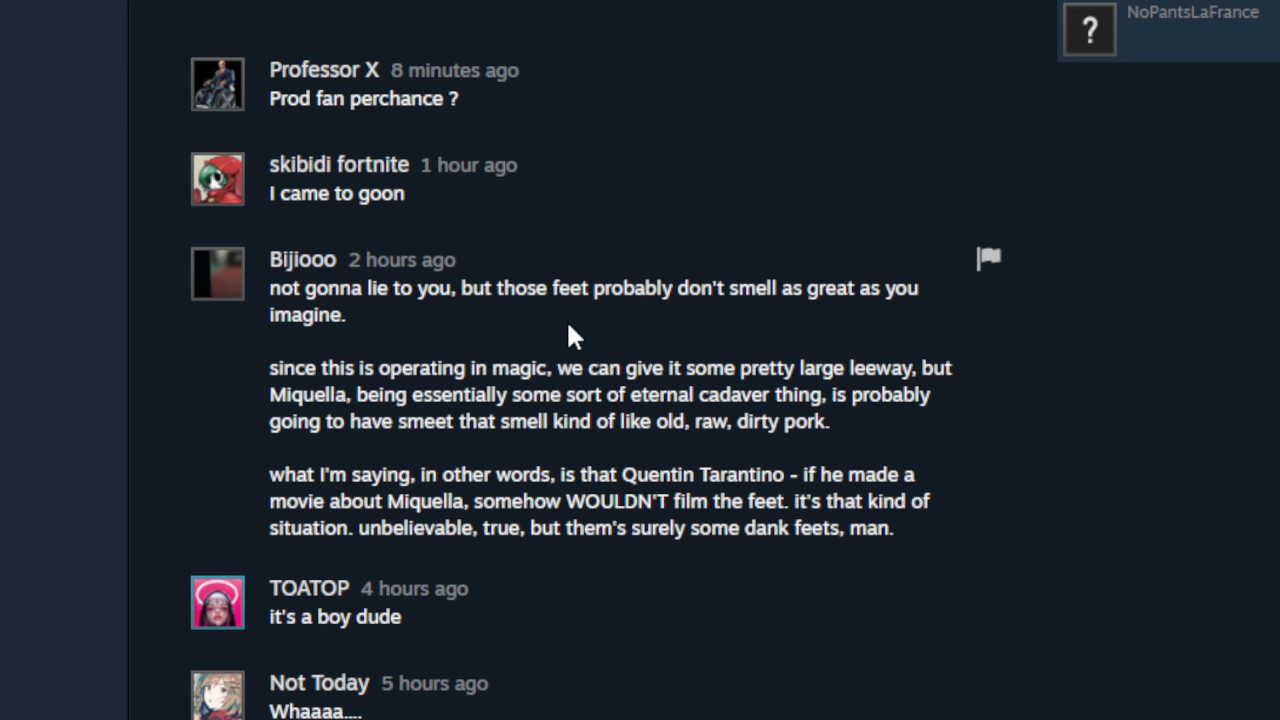 NoPantsLaFrance
?
Professor X 8 minutes ago
Prod fan perchance ?
skibidi fortnite 1 hour ago
I came to goon
Bijiooo 2 hours ago
not gonna lie to you, but those feet probably don't smell as great as you
imagine.
since this is operating in magic, we can give it some pretty large leeway, but
Miquella, being essentially some sort of eternal cadaver thing, is probably
going to have smeet that smell kind of like old, raw, dirty pork.
what I'm saying, in other words, is that Quentin Tarantino - if he made a
movie about Miquella, somehow WOULDN'T film the feet. it's that kind of
situation. unbelievable, true, but them's surely some dank feets, man.
TOATOP 4 hours ago
it's a boy dude
Not Today 5 hours ago
Whaaaa....